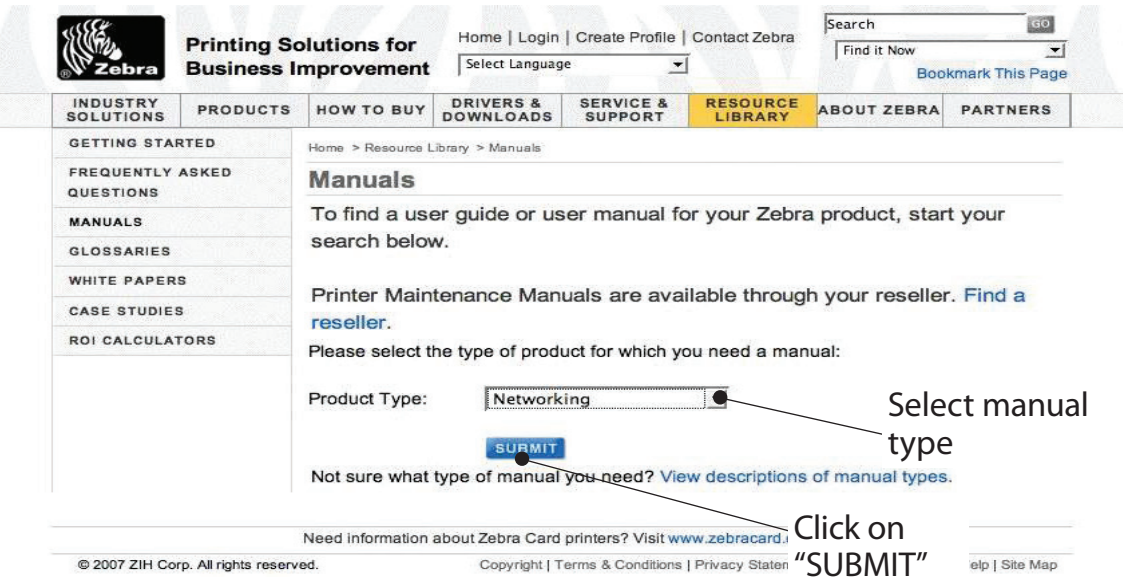 Zebra
®
Printing Solutions for
Business Improvement
Home | Login | Create Profile | Contact Zebra
Select Language
Search GO
Find it Now
Bookmark This Page
INDUSTRY SOLUTIONS PRODUCTS HOW TO BUY DRIVERS & DOWNLOADS SERVICE & SUPPORT RESOURCE LIBRARY ABOUT ZEBRA PARTNERS
GETTING STARTED
FREQUENTLY ASKED
QUESTIONS
MANUALS
GLOSSARIES
WHITE PAPERS
CASE STUDIES
ROI CALCULATORS
Home > Resource Library > Manuals
Manuals
To find a user guide or user manual for your Zebra product, start your
search below.
Printer Maintenance Manuals are available through your reseller. Find a
reseller.
Please select the type of product for which you need a manual:
Product Type: Networking
Select manual
type
SUBMIT
Not sure what type of manual you need? View descriptions of manual types.
Click on
“SUBMIT”
Need information about Zebra Card printers? Visit www.zebracard.
© 2007 ZIH Corp. All rights reserved. Copyright | Terms & Conditions | Privacy Staten elp | Site Map